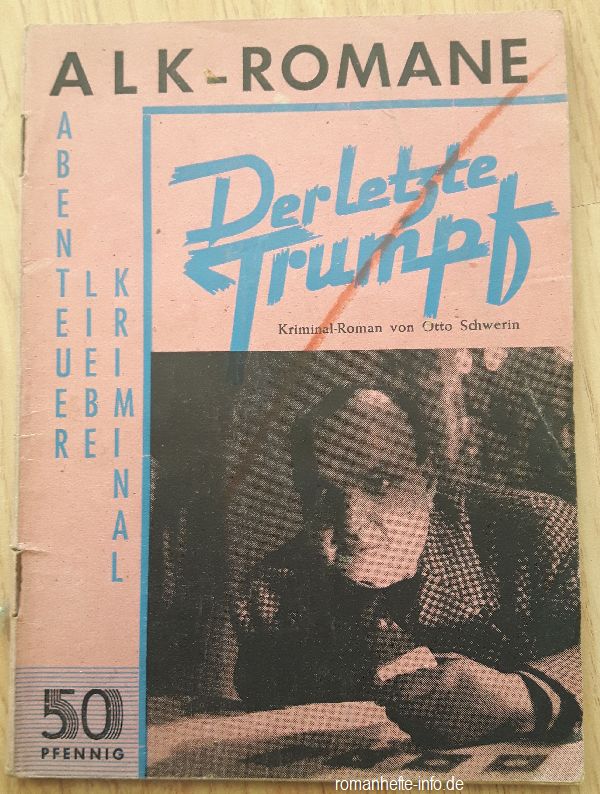 ALK-ROMANE
ABENTEUER
LIEBE
KRIMINAL
Der letzte
Trumpf
Kriminal-Roman von Otto Schwerin
50
PFENNIG
romanhefte-info.de